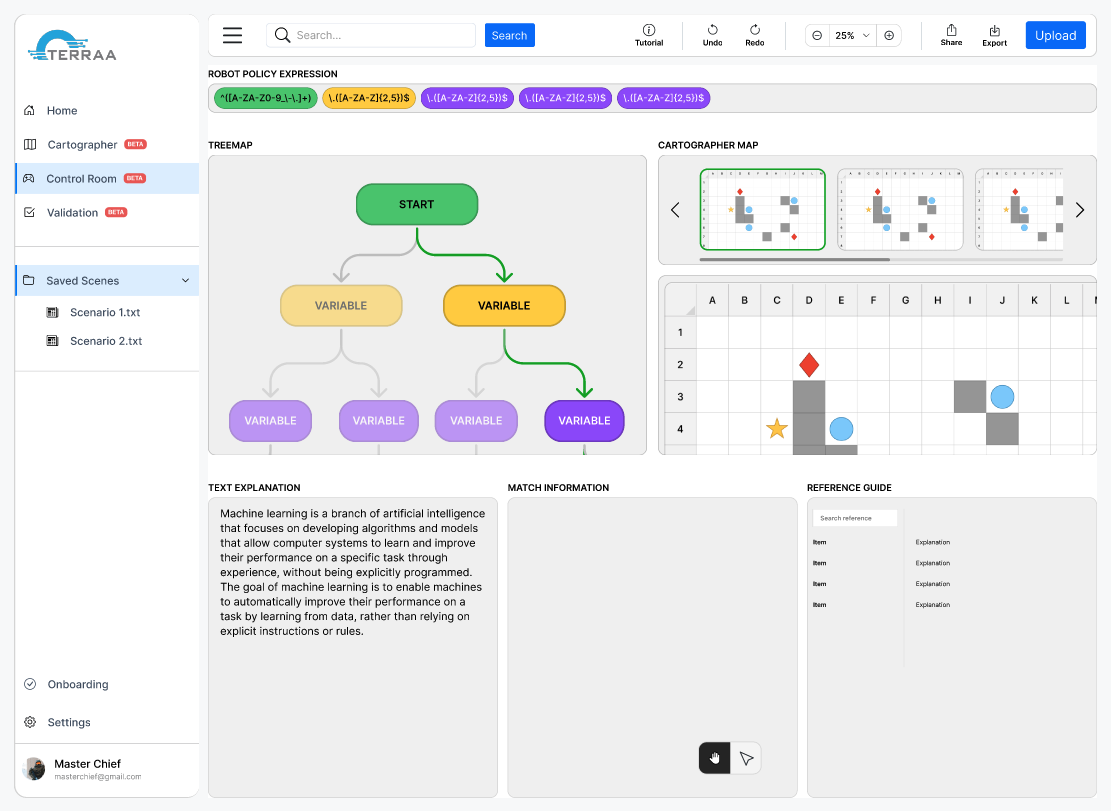 TERRAA
Home
Cartographer BETA
Control Room BETA
Validation BETA
Saved Scenes
Scenario 1.txt
Scenario 2.txt
Onboarding
Settings
Master Chief
masterchief@gmail.com
Search...
Search
Tutorial
Undo
Redo
25%
Share
Export
Upload
ROBOT POLICY EXPRESSION
^([A-ZA-Z0-9_\-\.]+)
\.([A-ZA-Z]{2,5})$
\.([A-ZA-Z]{2,5})$
\.([A-ZA-Z]{2,5})$
\.([A-ZA-Z]{2,5})$
TREEMAP
START
VARIABLE
VARIABLE
VARIABLE
VARIABLE
VARIABLE
VARIABLE
CARTOGRAPHER MAP
A B C D E F G H I J K L
1
2
3
4
TEXT EXPLANATION
Machine learning is a branch of artificial intelligence
that focuses on developing algorithms and models
that allow computer systems to learn and improve
their performance on a specific task through
experience, without being explicitly programmed.
The goal of machine learning is to enable machines
to automatically improve their performance on a
task by learning from data, rather than relying on
explicit instructions or rules.
MATCH INFORMATION
REFERENCE GUIDE
Search reference
Item Explanation
Item Explanation
Item Explanation
Item Explanation